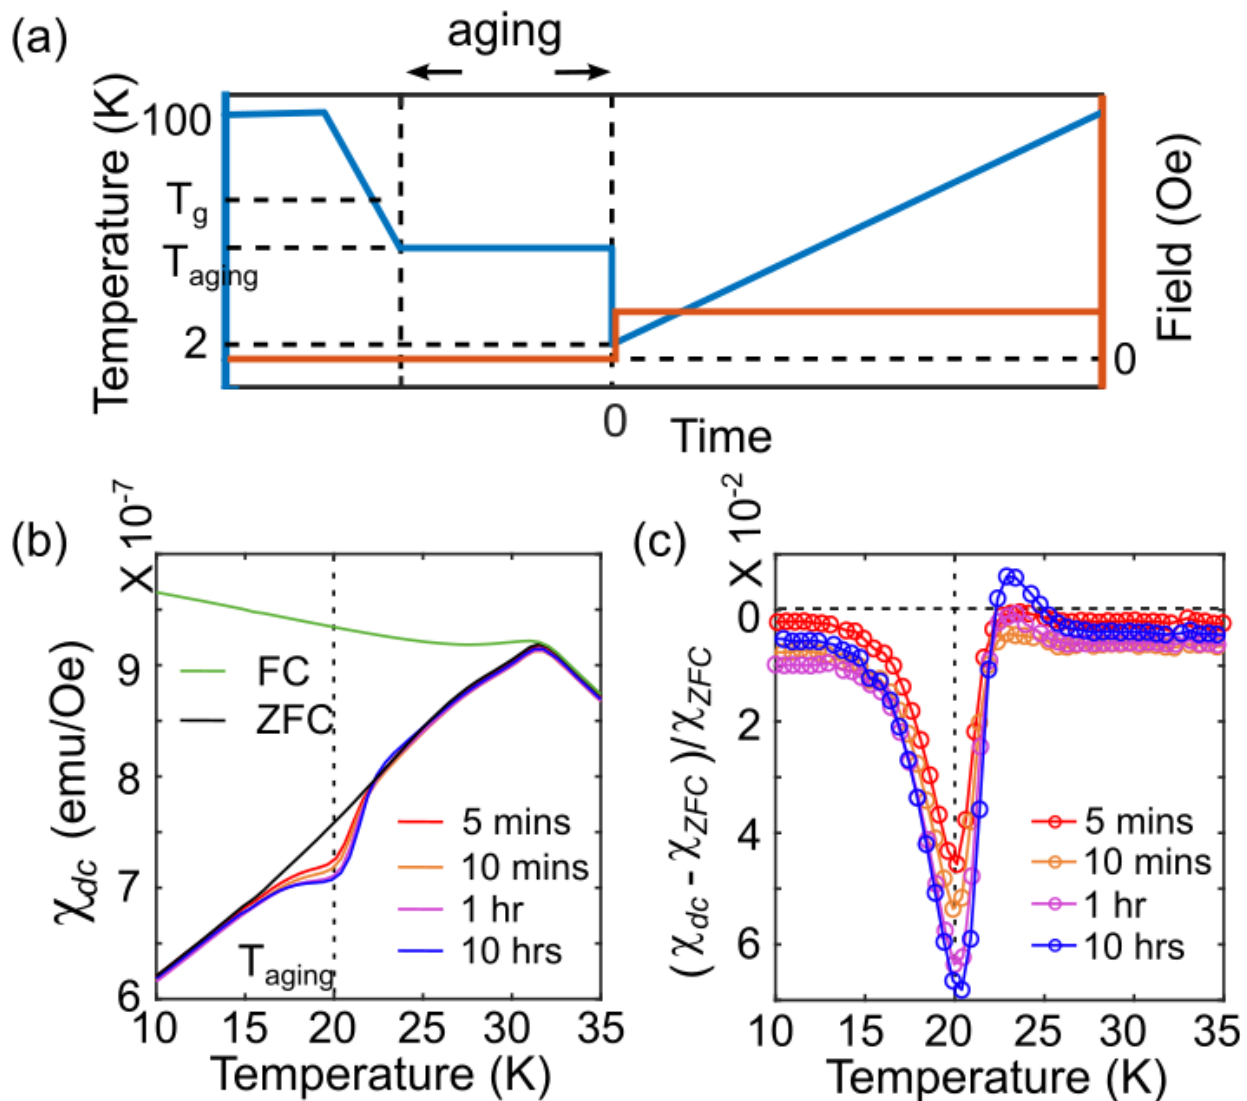 (a)
aging
Temperature (K)
100
T_g
T_aging
2
Field (Oe)
0
0
Time
(b)
X 10^-7
χ_dc (emu/Oe)
9
8
7
6
FC
ZFC
5 mins
10 mins
1 hr
10 hrs
T_aging
10 15 20 25 30 35
Temperature (K)
(c)
X 10^-2
(χ_dc - χ_ZFC)/χ_ZFC
0
2
4
6
5 mins
10 mins
1 hr
10 hrs
10 15 20 25 30 35
Temperature (K)